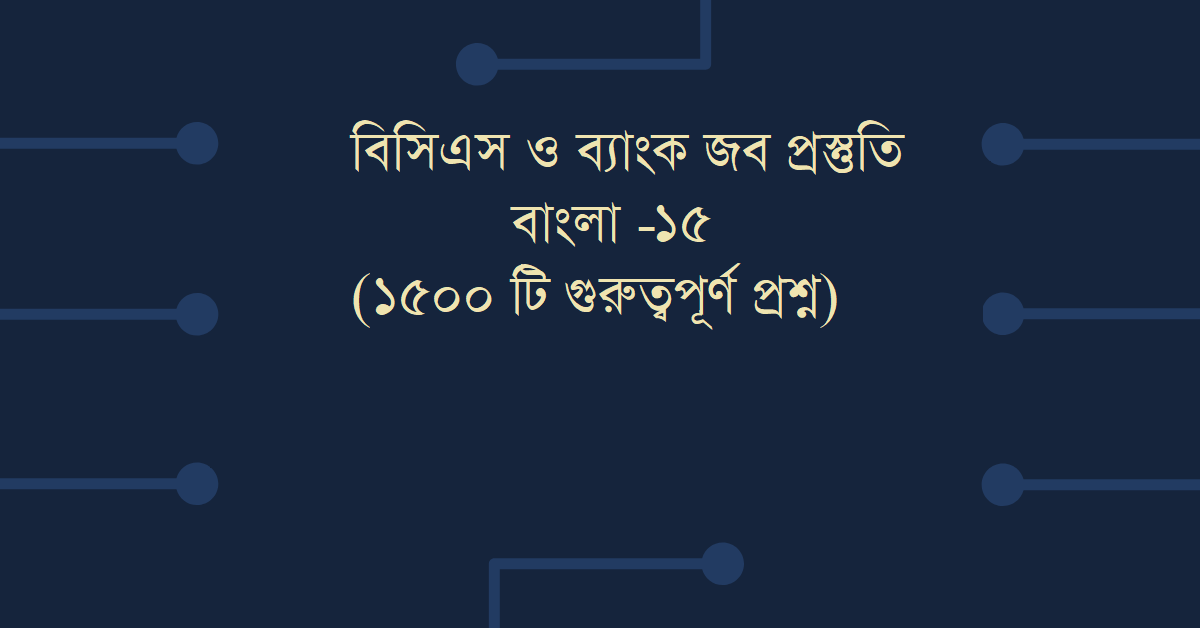 বিসিএস ও ব্যাংক জব প্রস্তুতি
বাংলা -১৫
(১৫০০ টি গুরুত্বপূর্ণ প্রশ্ন)